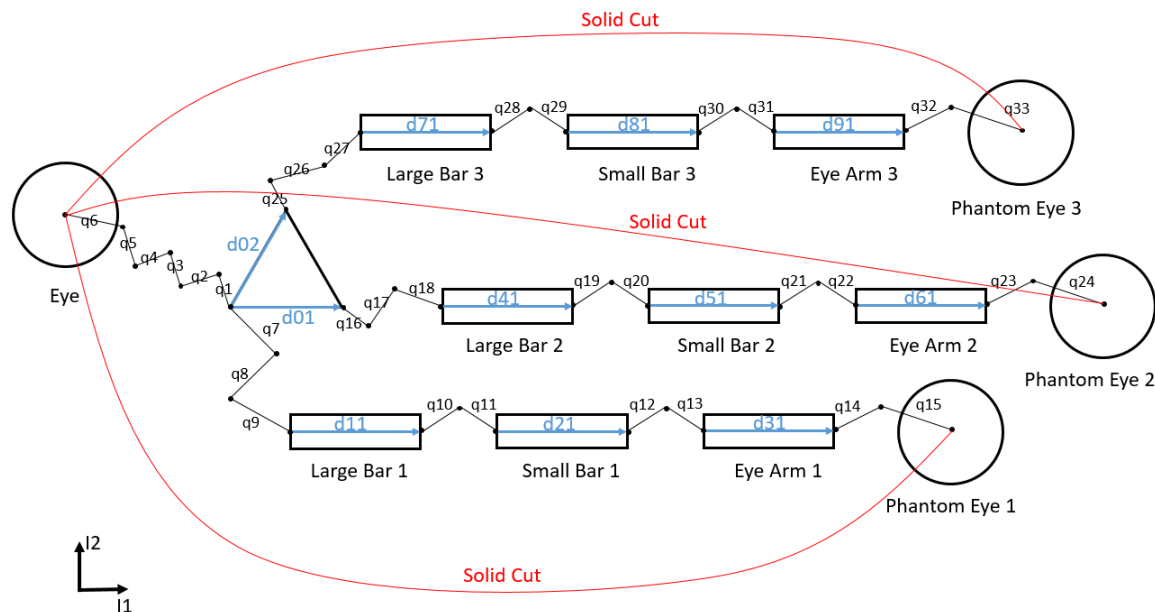 Solid Cut
q28
q29
q30
q31
q32
q33
d71
d81
d91
q27
q26
Large Bar 3
Small Bar 3
Eye Arm 3
q25
Phantom Eye 3
q6
q5
d02
Solid Cut
q4
q3
q2
q1
Eye
q19
q20
q21
q22
q23
q24
q17
q18
d41
d51
d61
d01
q16
q7
Large Bar 2
Small Bar 2
Eye Arm 2
Phantom Eye 2
q8
q10
q11
q12
q13
q14
q15
q9
d11
d21
d31
Large Bar 1
Small Bar 1
Eye Arm 1
Phantom Eye 1
I2
Solid Cut
I1